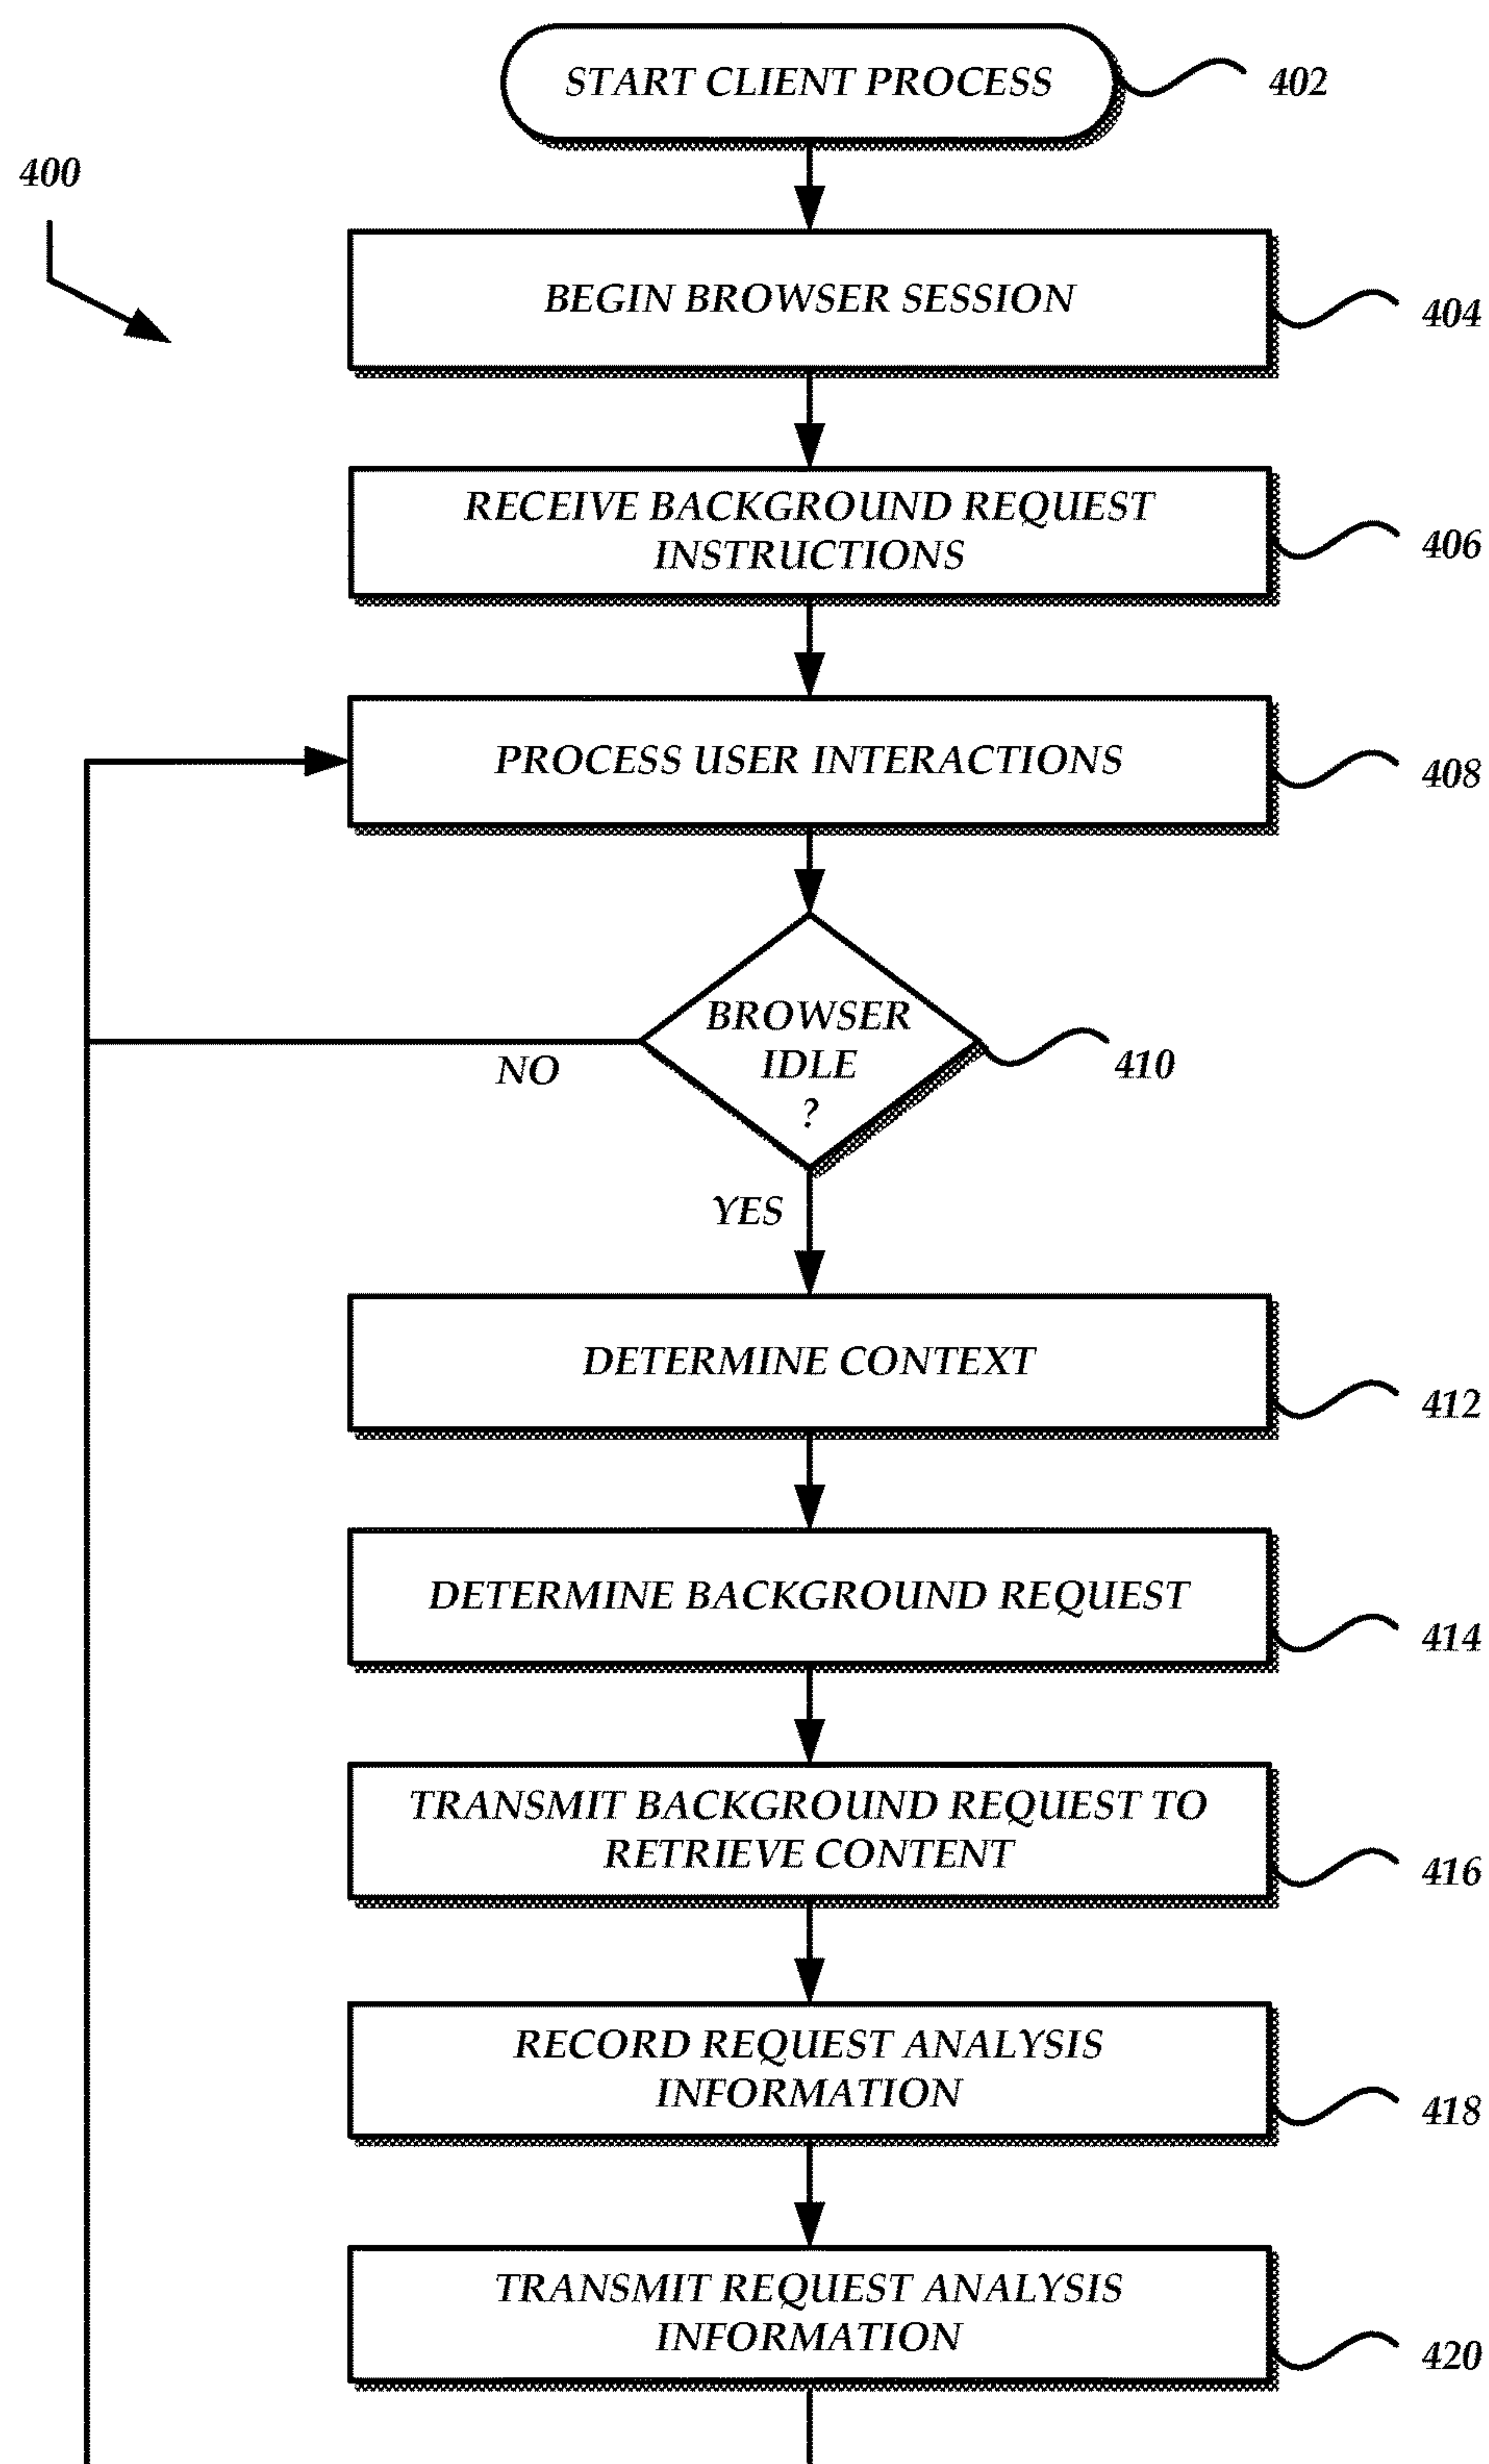 START CLIENT PROCESS
402
400
BEGIN BROWSER SESSION
404
RECEIVE BACKGROUND REQUEST
INSTRUCTIONS
406
PROCESS USER INTERACTIONS
408
BROWSER
IDLE
?
410
NO
YES
DETERMINE CONTEXT
412
DETERMINE BACKGROUND REQUEST
414
TRANSMIT BACKGROUND REQUEST TO
RETRIEVE CONTENT
416
RECORD REQUEST ANALYSIS
INFORMATION
418
TRANSMIT REQUEST ANALYSIS
INFORMATION
420